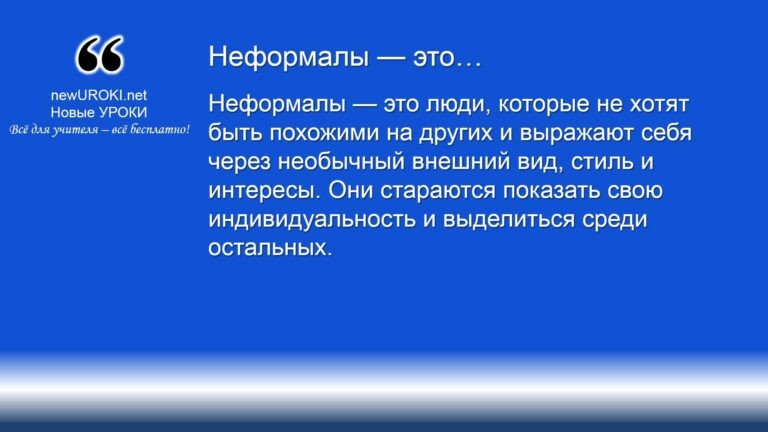 ❝
newUROKI.net
Новые УРОКИ
Всё для учителя – всё бесплатно!
Неформалы — это…
Неформалы — это люди, которые не хотят
быть похожими на других и выражают себя
через необычный внешний вид, стиль и
интересы. Они стараются показать свою
индивидуальность и выделиться среди
остальных.